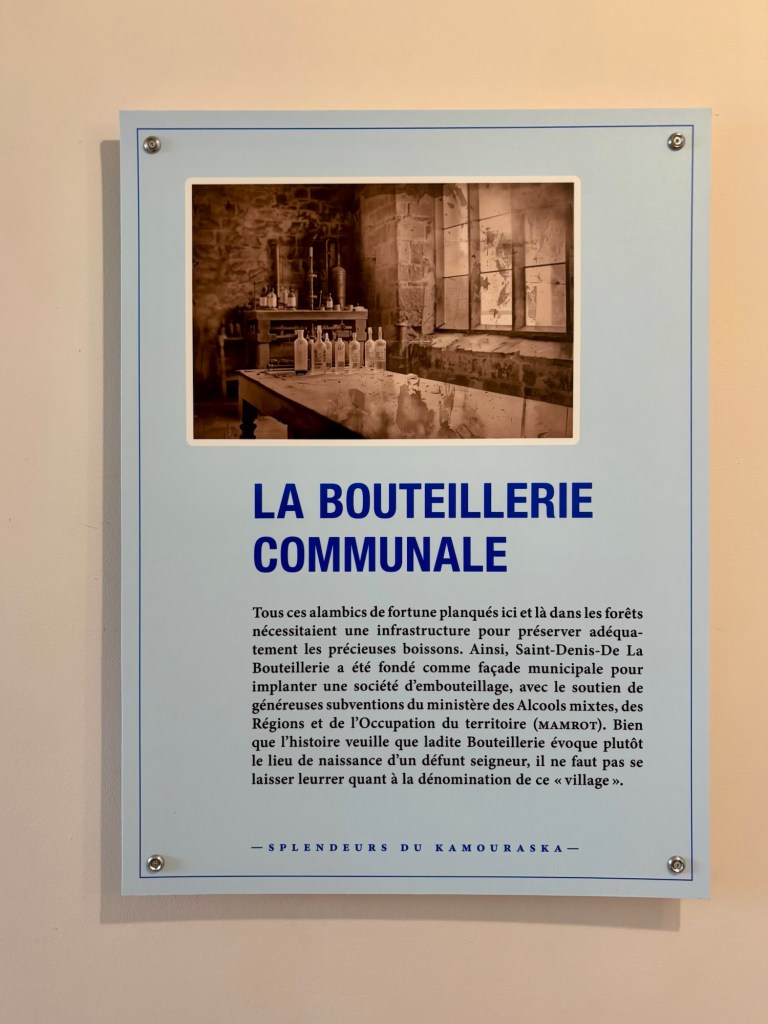 LA BOUTEILLERIE
COMMUNALE
Tous ces alambics de fortune planqués ici et là dans les forêts
nécessitaient une infrastructure pour préserver adéqua-
tement les précieuses boissons. Ainsi, Saint-Denis-De La
Bouteillerie a été fondé comme façade municipale pour
implanter une société d’embouteillage, avec le soutien de
généreuses subventions du ministère des Alcools mixtes, des
Régions et de l’Occupation du territoire (MAMROT). Bien
que l’histoire veuille que ladite Bouteillerie évoque plutôt
le lieu de naissance d’un défunt seigneur, il ne faut pas se
laisser leurrer quant à la dénomination de ce « village ».
— SPLENDEURS DU KAMOURASKA —